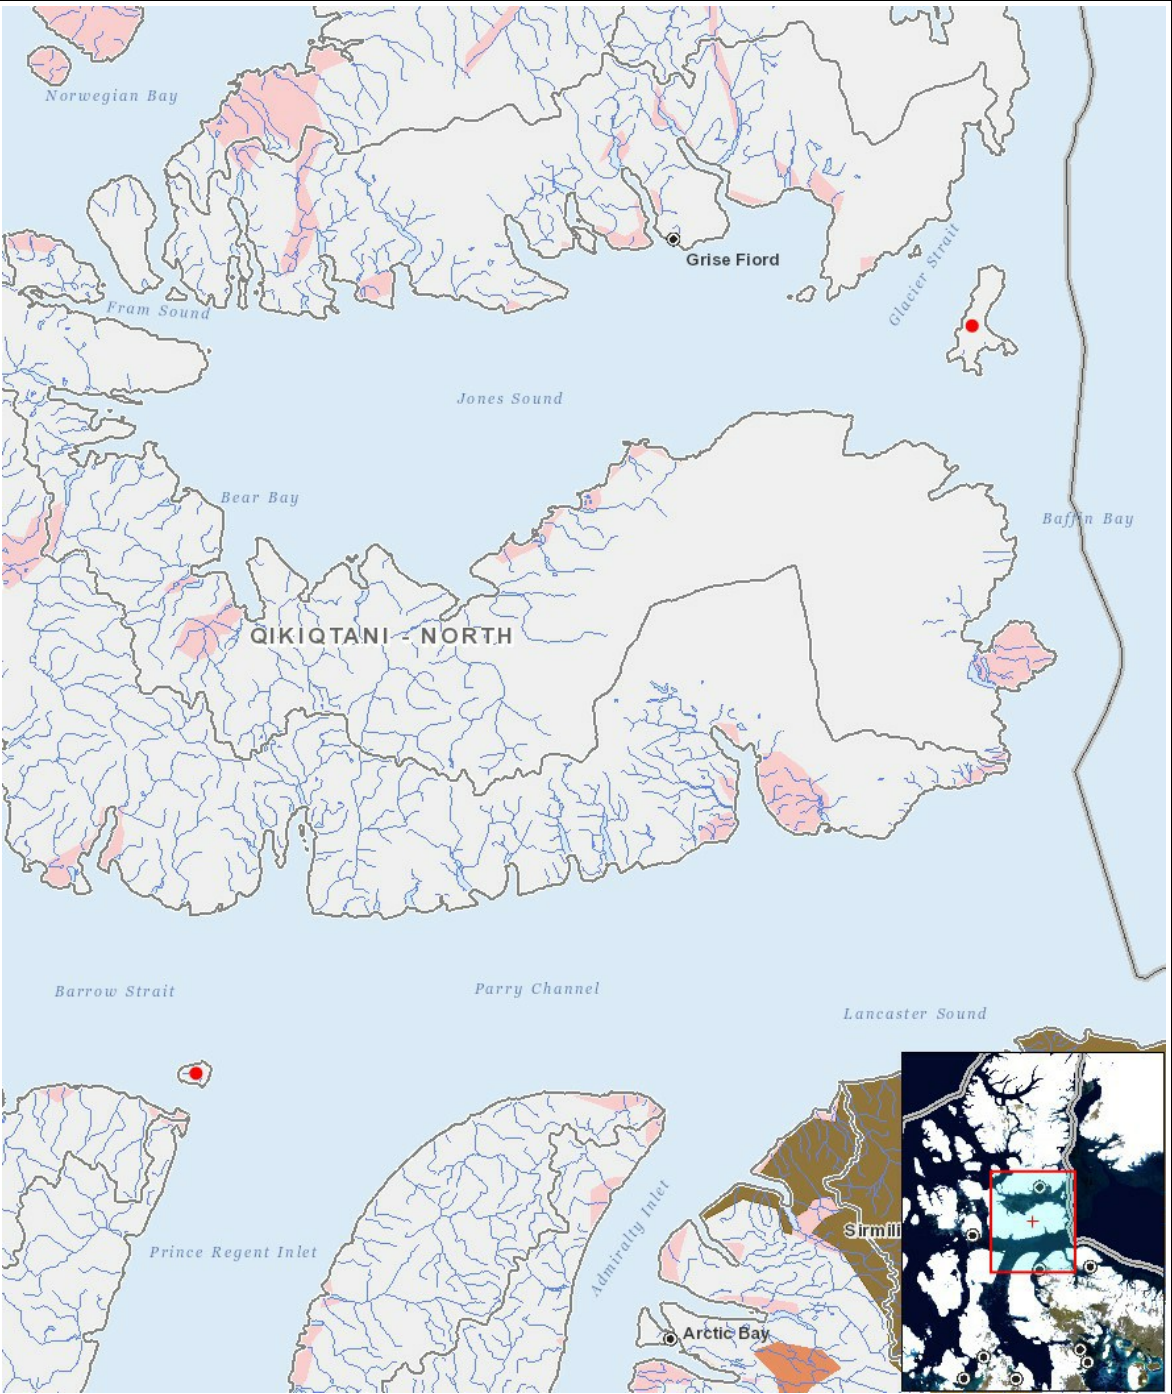 Norwegian Bay
Grise Fiord
Glacier Strait
Fram Sound
Jones Sound
Bear Bay
Baffin Bay
QIKIQTANI - NORTH
Barrow Strait
Parry Channel
Lancaster Sound
Admiralty Inlet
Sirmili
Prince Regent Inlet
Arctic Bay